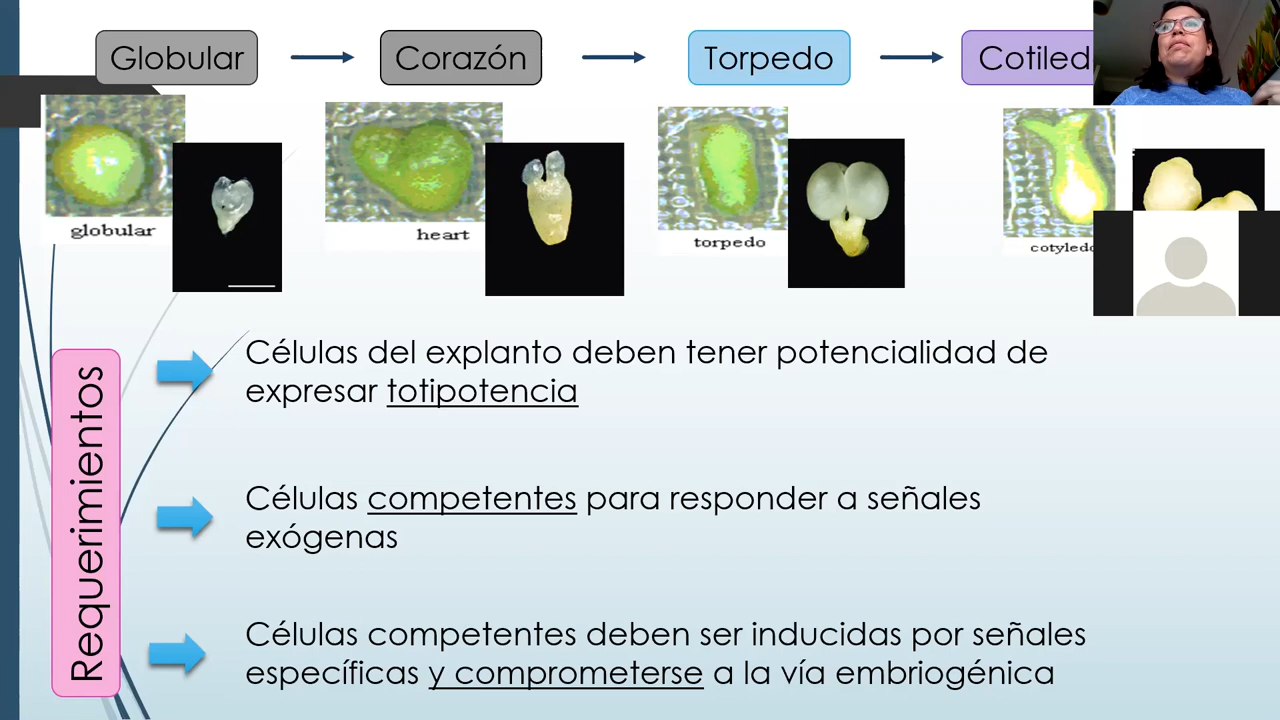 Globular
Corazón
Torpedo
Cotiled
globular
heart
torpedo
cotyledo
Requerimientos
Células del explanto deben tener potencialidad de
expresar totipotencia
Células competentes para responder a señales
exógenas
Células competentes deben ser inducidas por señales
específicas y comprometerse a la vía embriogénica